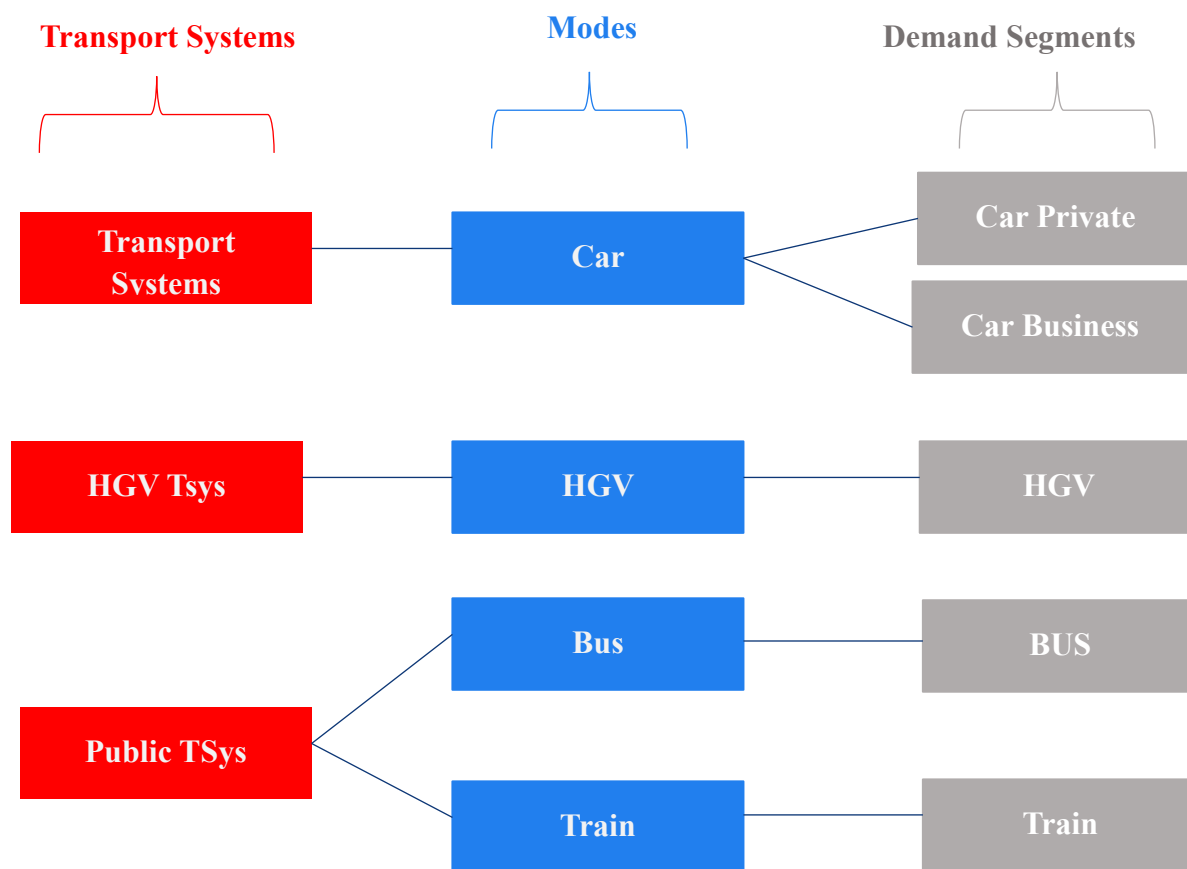 Transport Systems
Modes
Demand Segments
Transport
Systems
Car
Car Private
Car Business
HGV Tsys
HGV
HGV
Bus
BUS
Public TSys
Train
Train